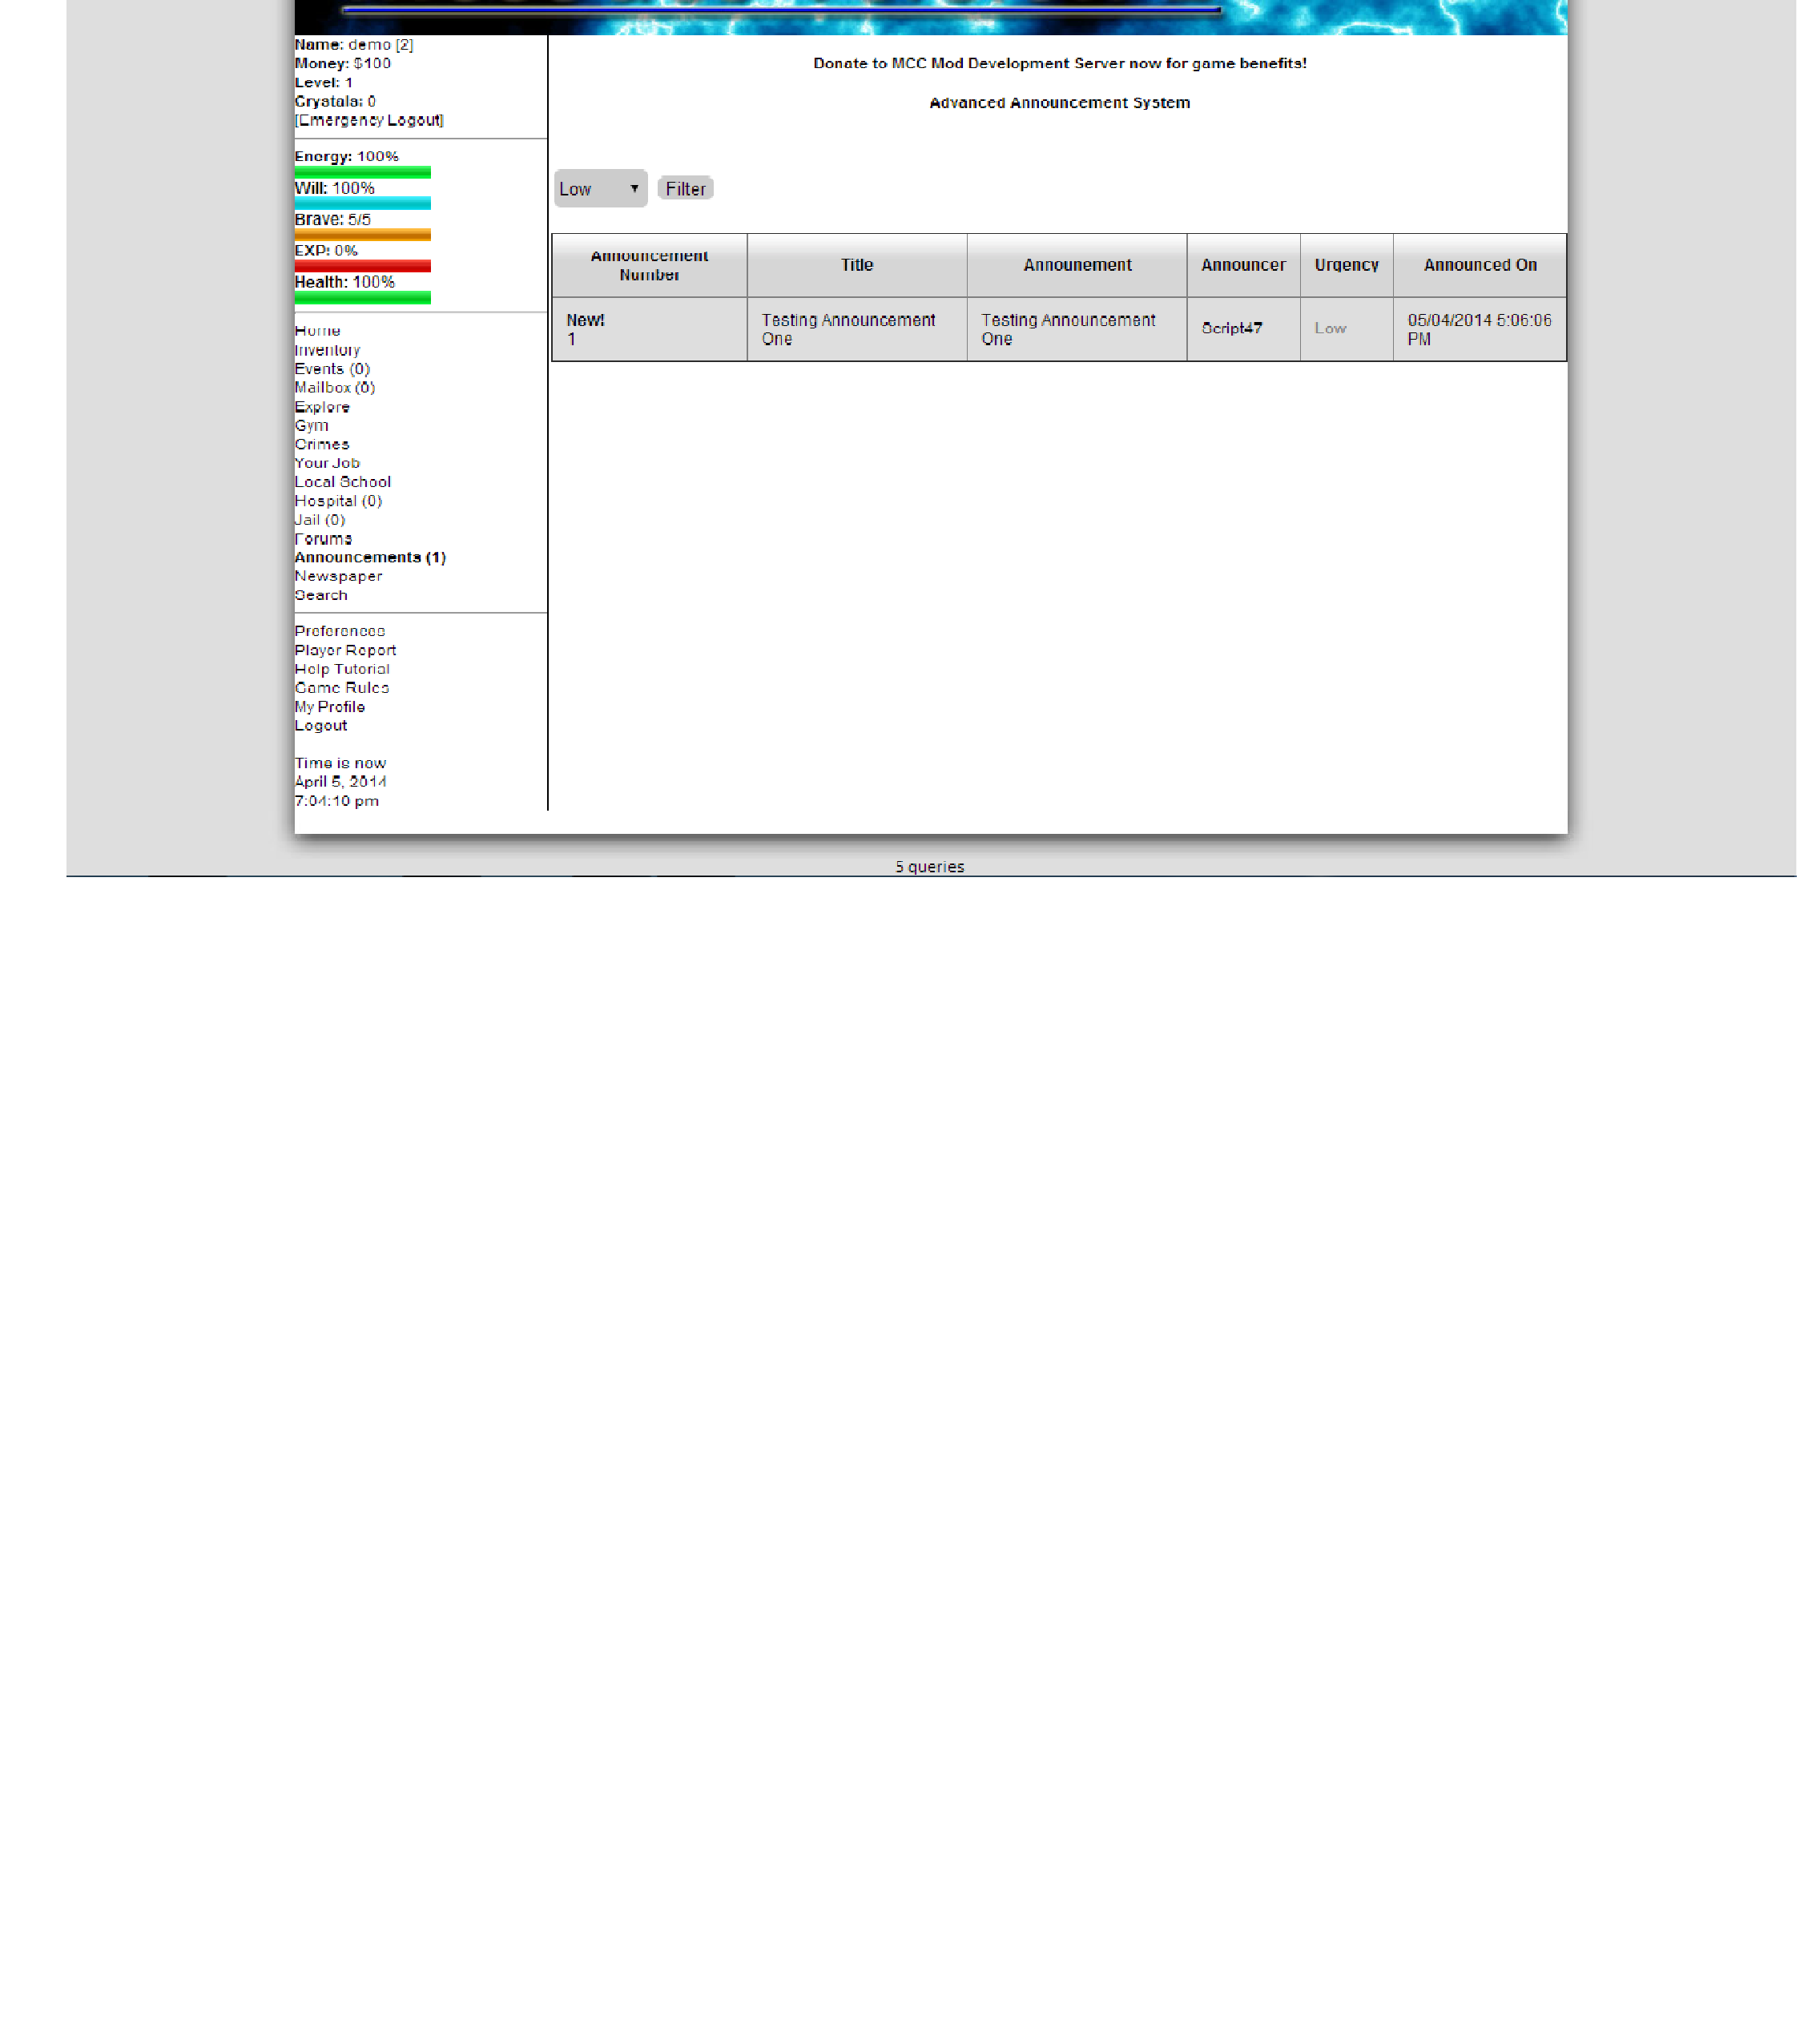 Name: demo [2]
Money: $100
Level: 1
Crystals: 0
[Emergency Logout]
Energy: 100%
Will: 100%
Brave: 5/5
EXP: 0%
Health: 100%
Home
Inventory
Events (0)
Mailbox (0)
Explore
Gym
Crimes
Your Job
Local School
Hospital (0)
Jail (0)
Forums
Announcements (1)
Newspaper
Search
Preferences
Player Report
Help Tutorial
Game Rules
My Profile
Logout
Time is now
April 5, 2014
7:04:10 pm
Donate to MCC Mod Development Server now for game benefits!
Advanced Announcement System
Low ▼ Filter
Announcement Number Title Announement Announcer Urgency Announced On
New! 1 Testing Announcement One Testing Announcement One Script47 Low 05/04/2014 5:06:06 PM
5 queries